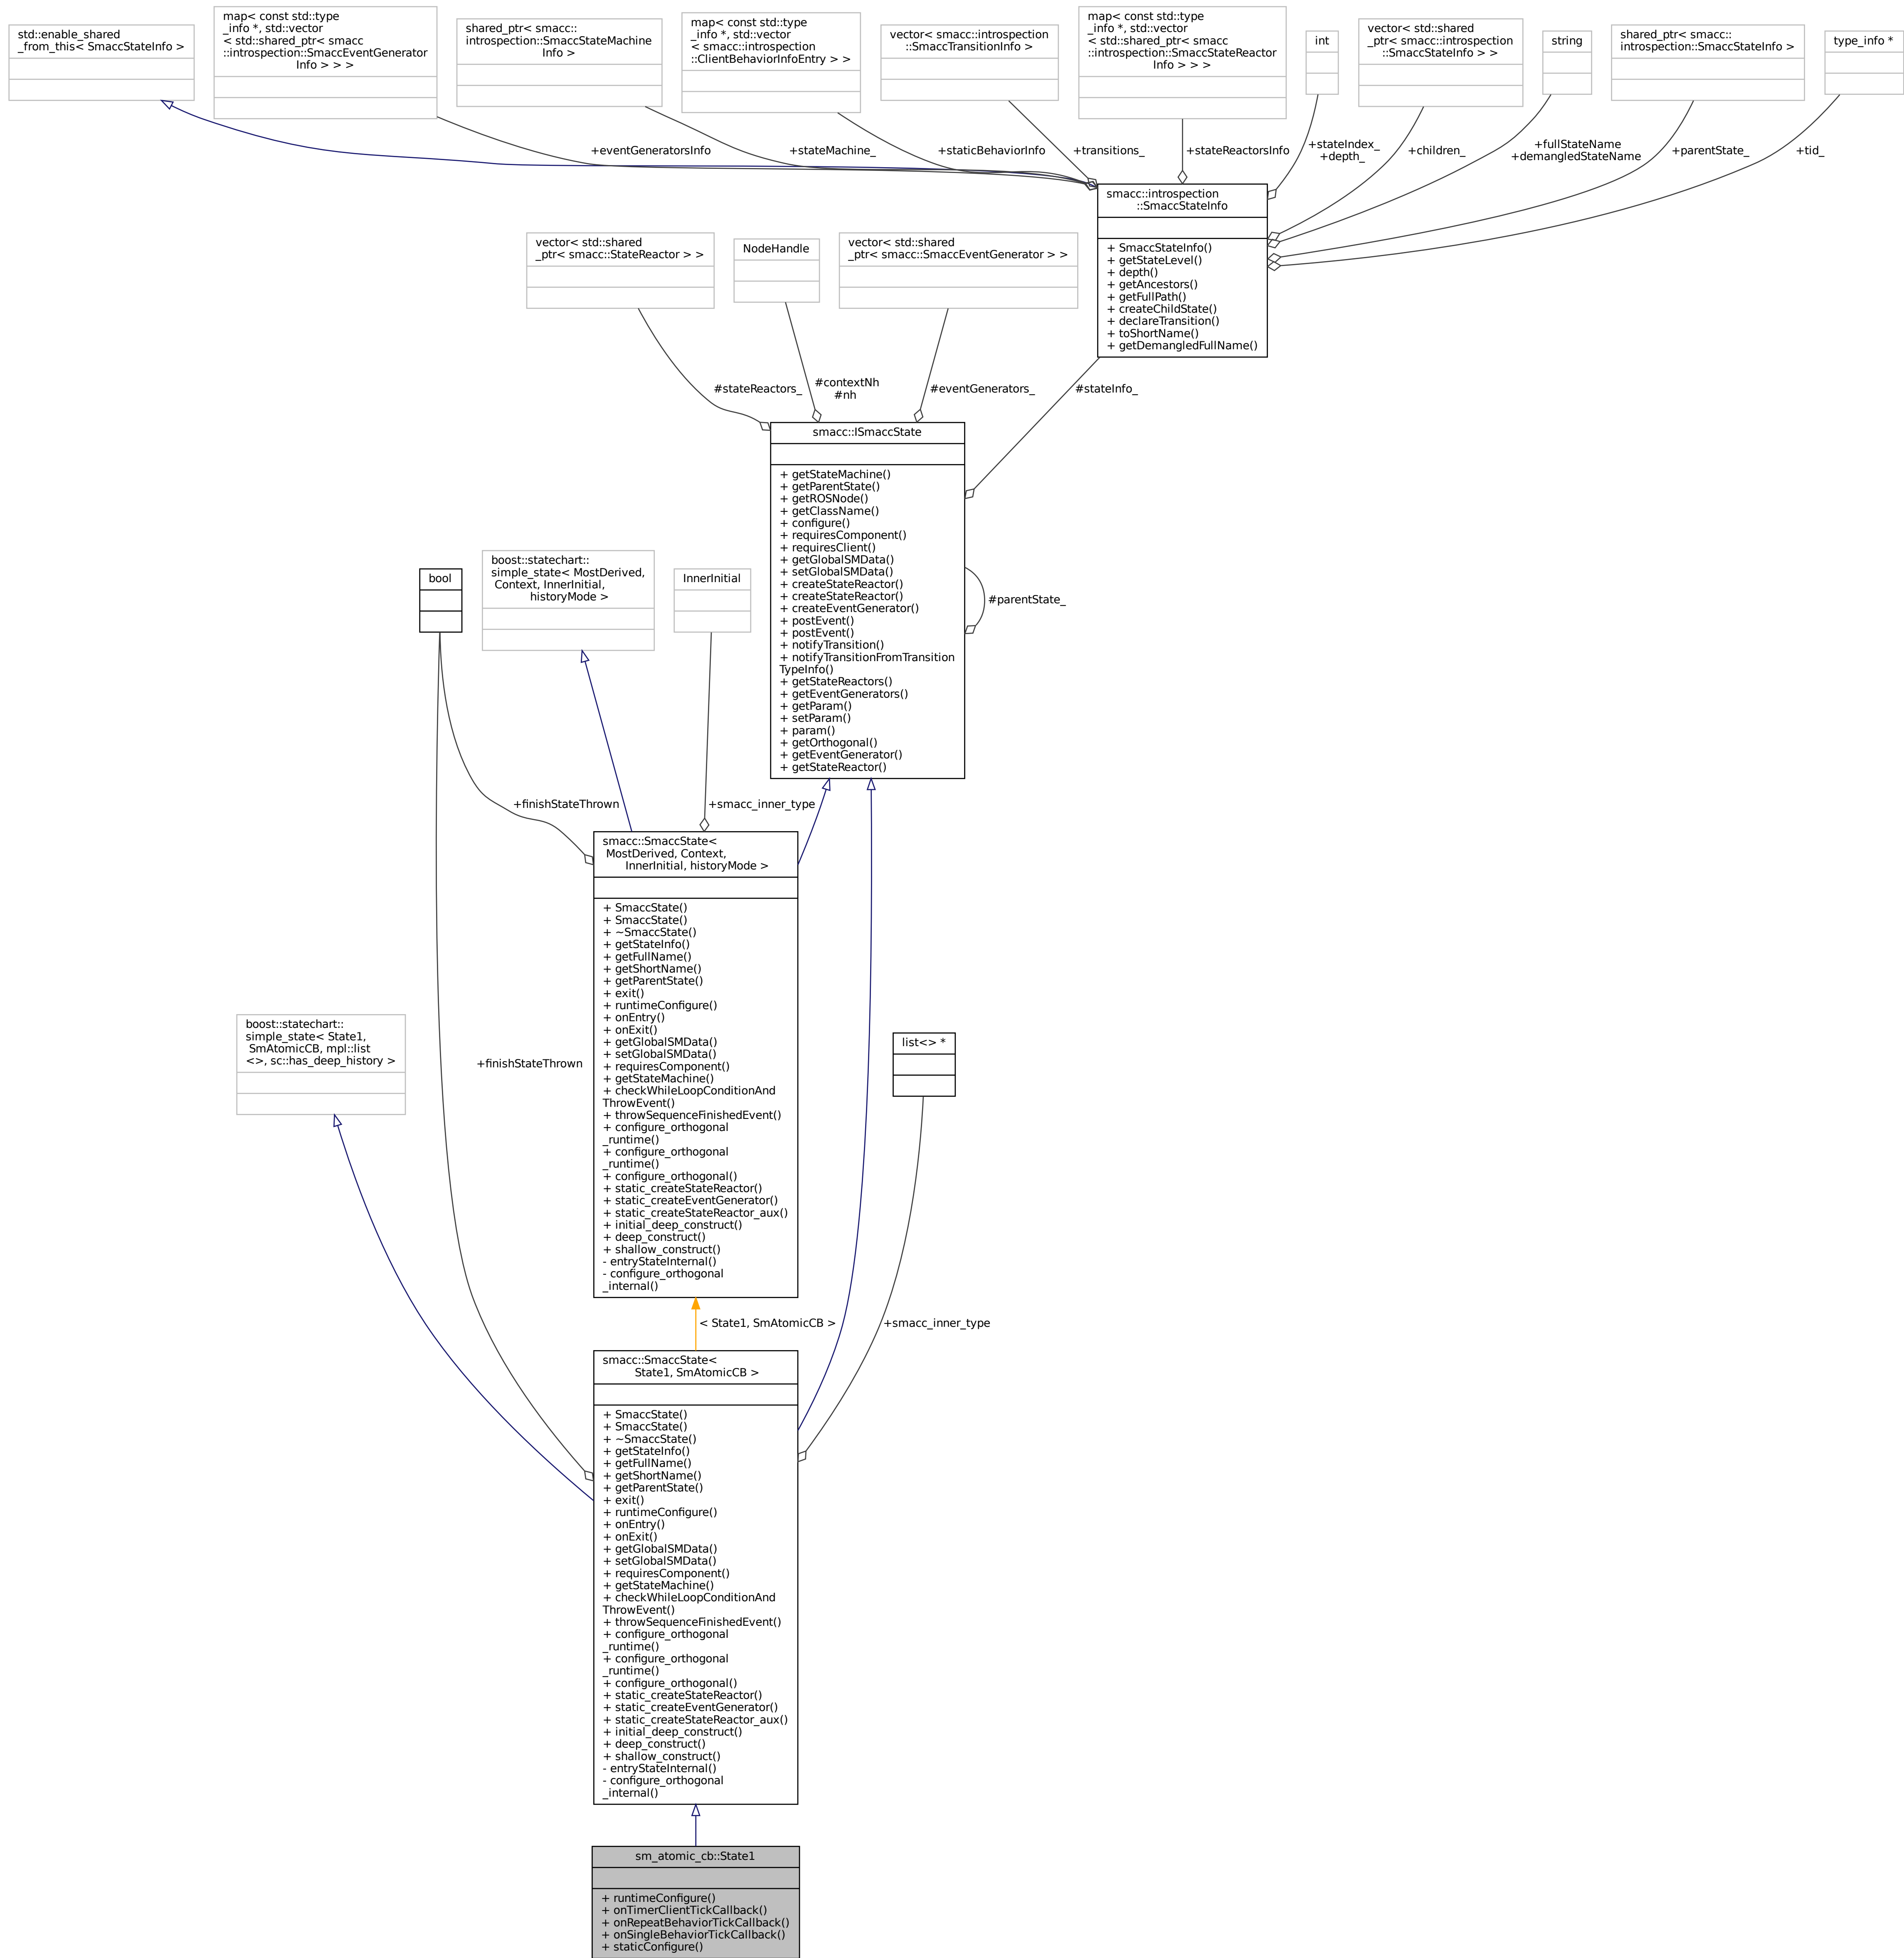 std::enable_shared
_from_this< SmaccStateInfo >
map< const std::type
_info *, std::vector
< std::shared_ptr< smacc
::introspection::SmaccEventGenerator
Info > > >
shared_ptr< smacc::
introspection::SmaccStateMachine
Info >
map< const std::type
_info *, std::vector
< smacc::introspection
::ClientBehaviorInfoEntry > >
vector< smacc::introspection
::SmaccTransitionInfo >
map< const std::type
_info *, std::vector
< std::shared_ptr< smacc
::introspection::SmaccStateReactor
Info > > >
int
vector< std::shared
_ptr< smacc::introspection
::SmaccStateInfo > >
string
shared_ptr< smacc::
introspection::SmaccStateInfo >
type_info *
+eventGeneratorsInfo
+stateMachine_
+staticBehaviorInfo
+transitions_
+stateReactorsInfo
+stateIndex_
+depth_
+children_
+fullStateName
+demangledStateName
+parentState_
+tid_
smacc::introspection
::SmaccStateInfo
+ SmaccStateInfo()
+ getStateLevel()
+ depth()
+ getAncestors()
+ getFullPath()
+ createChildState()
+ declareTransition()
+ toShortName()
+ getDemangledFullName()
vector< std::shared
_ptr< smacc::StateReactor > >
NodeHandle
vector< std::shared
_ptr< smacc::SmaccEventGenerator > >
#stateReactors_
#contextNh
#nh
#eventGenerators_
#stateInfo_
smacc::ISmaccState
+ getStateMachine()
+ getParentState()
+ getROSNode()
+ getClassName()
+ configure()
+ requiresComponent()
+ requiresClient()
+ getGlobalSMData()
+ setGlobalSMData()
+ createStateReactor()
+ createStateReactor()
+ createEventGenerator()
+ postEvent()
+ postEvent()
+ notifyTransition()
+ notifyTransitionFromTransition
TypeInfo()
+ getStateReactors()
+ getEventGenerators()
+ getParam()
+ setParam()
+ param()
+ getOrthogonal()
+ getEventGenerator()
+ getStateReactor()
#parentState_
bool
boost::statechart::
simple_state< MostDerived,
Context, InnerInitial,
historyMode >
InnerInitial
+finishStateThrown
+smacc_inner_type
smacc::SmaccState<
MostDerived, Context,
InnerInitial, historyMode >
+ SmaccState()
+ SmaccState()
+ ~SmaccState()
+ getStateInfo()
+ getFullName()
+ getShortName()
+ getParentState()
+ exit()
+ runtimeConfigure()
+ onEntry()
+ onExit()
+ getGlobalSMData()
+ setGlobalSMData()
+ requiresComponent()
+ getStateMachine()
+ checkWhileLoopConditionAnd
ThrowEvent()
+ throwSequenceFinishedEvent()
+ configure_orthogonal
_runtime()
+ configure_orthogonal
_runtime()
+ configure_orthogonal()
+ static_createStateReactor()
+ static_createEventGenerator()
+ static_createStateReactor_aux()
+ initial_deep_construct()
+ deep_construct()
+ shallow_construct()
- entryStateInternal()
- configure_orthogonal
_internal()
boost::statechart::
simple_state< State1,
SmAtomicCB, mpl::list
<>, sc::has_deep_history >
+finishStateThrown
list<> *
< State1, SmAtomicCB >
+smacc_inner_type
smacc::SmaccState<
State1, SmAtomicCB >
+ SmaccState()
+ SmaccState()
+ ~SmaccState()
+ getStateInfo()
+ getFullName()
+ getShortName()
+ getParentState()
+ exit()
+ runtimeConfigure()
+ onEntry()
+ onExit()
+ getGlobalSMData()
+ setGlobalSMData()
+ requiresComponent()
+ getStateMachine()
+ checkWhileLoopConditionAnd
ThrowEvent()
+ throwSequenceFinishedEvent()
+ configure_orthogonal
_runtime()
+ configure_orthogonal
_runtime()
+ configure_orthogonal()
+ static_createStateReactor()
+ static_createEventGenerator()
+ static_createStateReactor_aux()
+ initial_deep_construct()
+ deep_construct()
+ shallow_construct()
- entryStateInternal()
- configure_orthogonal
_internal()
sm_atomic_cb::State1
+ runtimeConfigure()
+ onTimerClientTickCallback()
+ onRepeatBehaviorTickCallback()
+ onSingleBehaviorTickCallback()
+ staticConfigure()